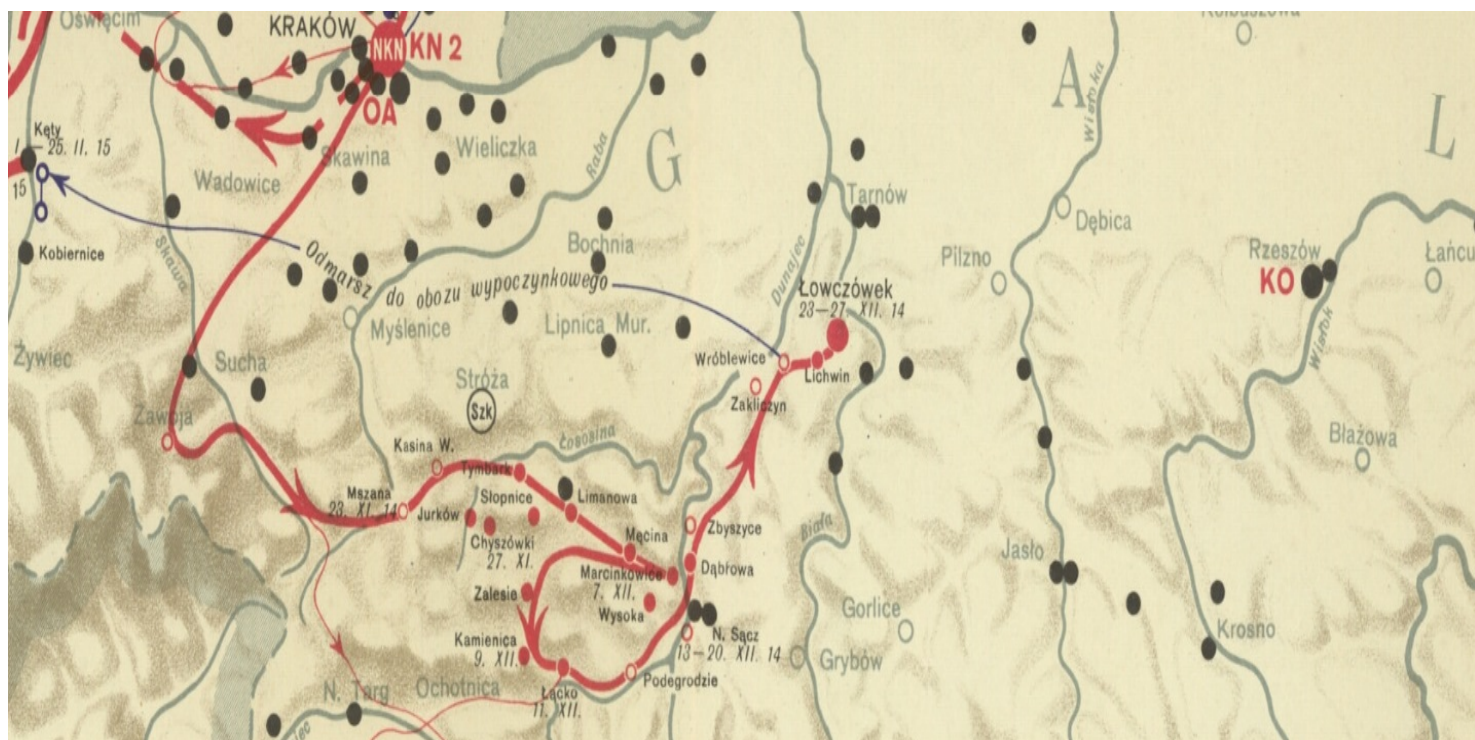 Oświęcim
KRAKÓW
NKN
KN 2
OA
Kolbuszowa
A
Wisłoka
L
Kęty
I — 25. II. 15
15
Skawina
Wieliczka
Raba
G
Wadowice
Tarnów
Dębica
Kobiernice
Skawa
Odmarsz do obozu wypoczynkowego
Bochnia
Dunajec
Pilzno
Rzeszów
KO
Łańcu
Łowczówek
23—27. XII. 14
Myślenice
Lipnica Mur.
Żywiec
Sucha
Wróblewice
Lichwin
Wisłok
Stróża
Szk
Zakliczyn
Zawoja
Kasina W.
Łososina
Błażowa
Tymbark
Mszana
23. XI. 14
Jurków
Słopnice
Limanowa
Chyszówki
27. XI.
Męcina
Zbyszyce
Biała
Jasło
Marcinkowice
7. XII.
Dąbrowa
Zalesie
Wysoka
Gorlice
Krosno
Kamienica
9. XII.
N. Sącz
13—20. XII. 14
Grybów
Podegrodzie
N. Targ
Ochotnica
Łącko
11. XII.
iec